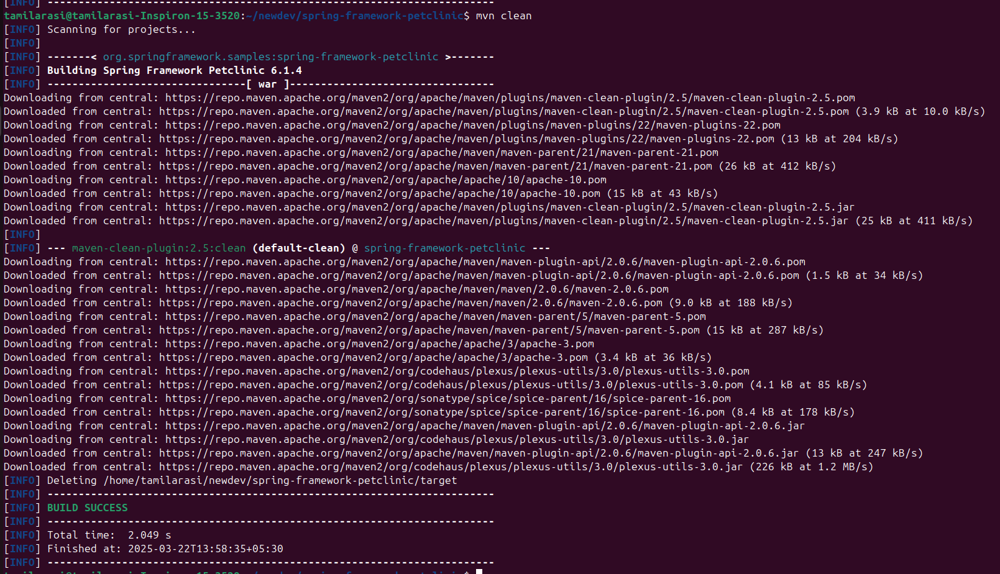 [INFO] ------------------------------------------------------------------------
tamilarasi@tamilarasi-Inspiron-15-3520:~/newdev/spring-framework-petclinic$ mvn clean
[INFO] Scanning for projects...
[INFO]
[INFO] -------< org.springframework.samples:spring-framework-petclinic >-------
[INFO] Building Spring Framework Petclinic 6.1.4
[INFO] --------------------------------[ war ]---------------------------------
Downloading from central: https://repo.maven.apache.org/maven2/org/apache/maven/plugins/maven-clean-plugin/2.5/maven-clean-plugin-2.5.pom
Downloaded from central: https://repo.maven.apache.org/maven2/org/apache/maven/plugins/maven-clean-plugin/2.5/maven-clean-plugin-2.5.pom (3.9 kB at 10.0 kB/s)
Downloading from central: https://repo.maven.apache.org/maven2/org/apache/maven/plugins/maven-plugins/22/maven-plugins-22.pom
Downloaded from central: https://repo.maven.apache.org/maven2/org/apache/maven/plugins/maven-plugins/22/maven-plugins-22.pom (13 kB at 204 kB/s)
Downloading from central: https://repo.maven.apache.org/maven2/org/apache/maven/maven-parent/21/maven-parent-21.pom
Downloaded from central: https://repo.maven.apache.org/maven2/org/apache/maven/maven-parent/21/maven-parent-21.pom (26 kB at 412 kB/s)
Downloading from central: https://repo.maven.apache.org/maven2/org/apache/apache/10/apache-10.pom
Downloaded from central: https://repo.maven.apache.org/maven2/org/apache/apache/10/apache-10.pom (15 kB at 43 kB/s)
Downloading from central: https://repo.maven.apache.org/maven2/org/apache/maven/plugins/maven-clean-plugin/2.5/maven-clean-plugin-2.5.jar
Downloaded from central: https://repo.maven.apache.org/maven2/org/apache/maven/plugins/maven-clean-plugin/2.5/maven-clean-plugin-2.5.jar (25 kB at 411 kB/s)
[INFO]
[INFO] --- maven-clean-plugin:2.5:clean (default-clean) @ spring-framework-petclinic ---
Downloading from central: https://repo.maven.apache.org/maven2/org/apache/maven/maven-plugin-api/2.0.6/maven-plugin-api-2.0.6.pom
Downloaded from central: https://repo.maven.apache.org/maven2/org/apache/maven/maven-plugin-api/2.0.6/maven-plugin-api-2.0.6.pom (1.5 kB at 34 kB/s)
Downloading from central: https://repo.maven.apache.org/maven2/org/apache/maven/maven/2.0.6/maven-2.0.6.pom
Downloaded from central: https://repo.maven.apache.org/maven2/org/apache/maven/maven/2.0.6/maven-2.0.6.pom (9.0 kB at 188 kB/s)
Downloading from central: https://repo.maven.apache.org/maven2/org/apache/maven/maven-parent/5/maven-parent-5.pom
Downloaded from central: https://repo.maven.apache.org/maven2/org/apache/maven/maven-parent/5/maven-parent-5.pom (15 kB at 287 kB/s)
Downloading from central: https://repo.maven.apache.org/maven2/org/apache/apache/3/apache-3.pom
Downloaded from central: https://repo.maven.apache.org/maven2/org/apache/apache/3/apache-3.pom (3.4 kB at 36 kB/s)
Downloading from central: https://repo.maven.apache.org/maven2/org/codehaus/plexus/plexus-utils/3.0/plexus-utils-3.0.pom
Downloaded from central: https://repo.maven.apache.org/maven2/org/codehaus/plexus/plexus-utils/3.0/plexus-utils-3.0.pom (4.1 kB at 85 kB/s)
Downloading from central: https://repo.maven.apache.org/maven2/org/sonatype/spice/spice-parent/16/spice-parent-16.pom
Downloaded from central: https://repo.maven.apache.org/maven2/org/sonatype/spice/spice-parent/16/spice-parent-16.pom (8.4 kB at 178 kB/s)
Downloading from central: https://repo.maven.apache.org/maven2/org/apache/maven/maven-plugin-api/2.0.6/maven-plugin-api-2.0.6.jar
Downloading from central: https://repo.maven.apache.org/maven2/org/codehaus/plexus/plexus-utils/3.0/plexus-utils-3.0.jar
Downloaded from central: https://repo.maven.apache.org/maven2/org/apache/maven/maven-plugin-api/2.0.6/maven-plugin-api-2.0.6.jar (13 kB at 247 kB/s)
Downloaded from central: https://repo.maven.apache.org/maven2/org/codehaus/plexus/plexus-utils/3.0/plexus-utils-3.0.jar (226 kB at 1.2 MB/s)
[INFO] Deleting /home/tamilarasi/newdev/spring-framework-petclinic/target
[INFO] ------------------------------------------------------------------------
[INFO] BUILD SUCCESS
[INFO] ------------------------------------------------------------------------
[INFO] Total time:  2.049 s
[INFO] Finished at: 2025-03-22T13:58:35+05:30
[INFO] ------------------------------------------------------------------------
tamilarasi@tamilarasi-Inspiron-15-3520:~/newdev/spring-framework-petclinic$